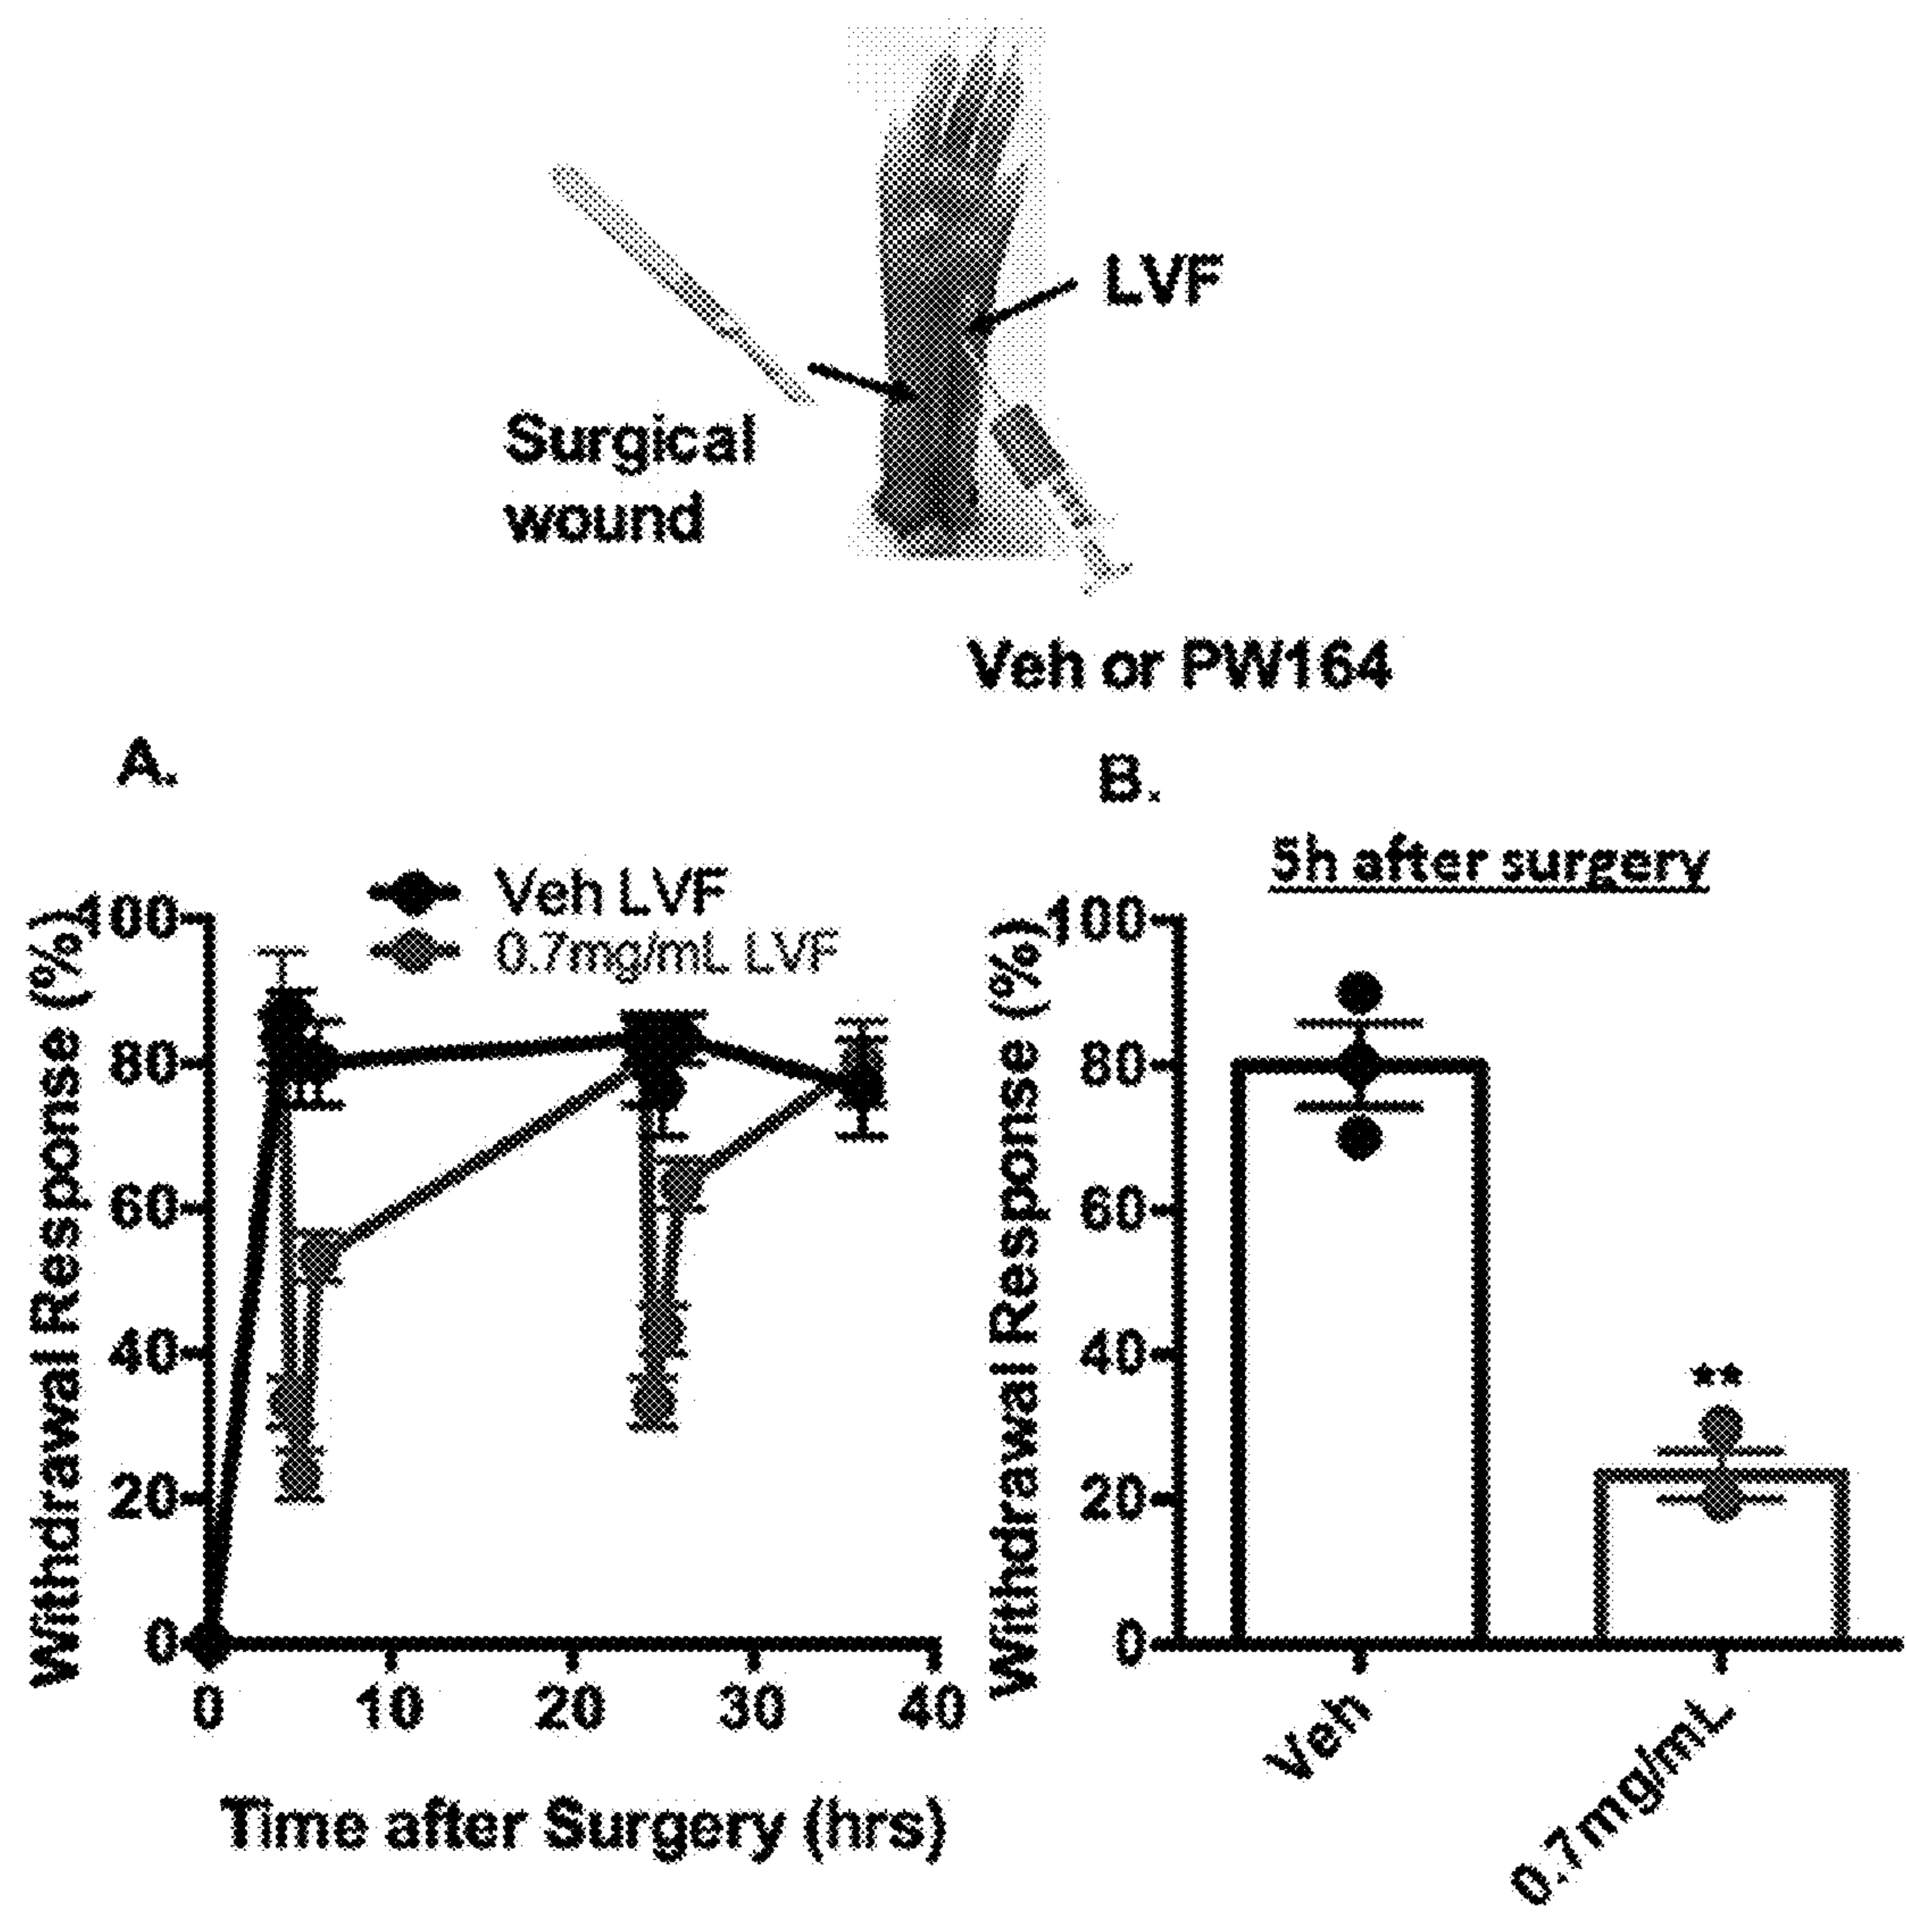 LVF
Surgical
wound
Veh or PW164
A.
B.
Veh LVF
0.7mg/mL LVF
Withdrawal Response (%)
100
80
60
40
20
0
0 10 20 30 40
Time after Surgery (hrs)
5h after surgery
Withdrawal Response (%)
100
80
60
40
20
0
**
Veh
0.7mg/mL